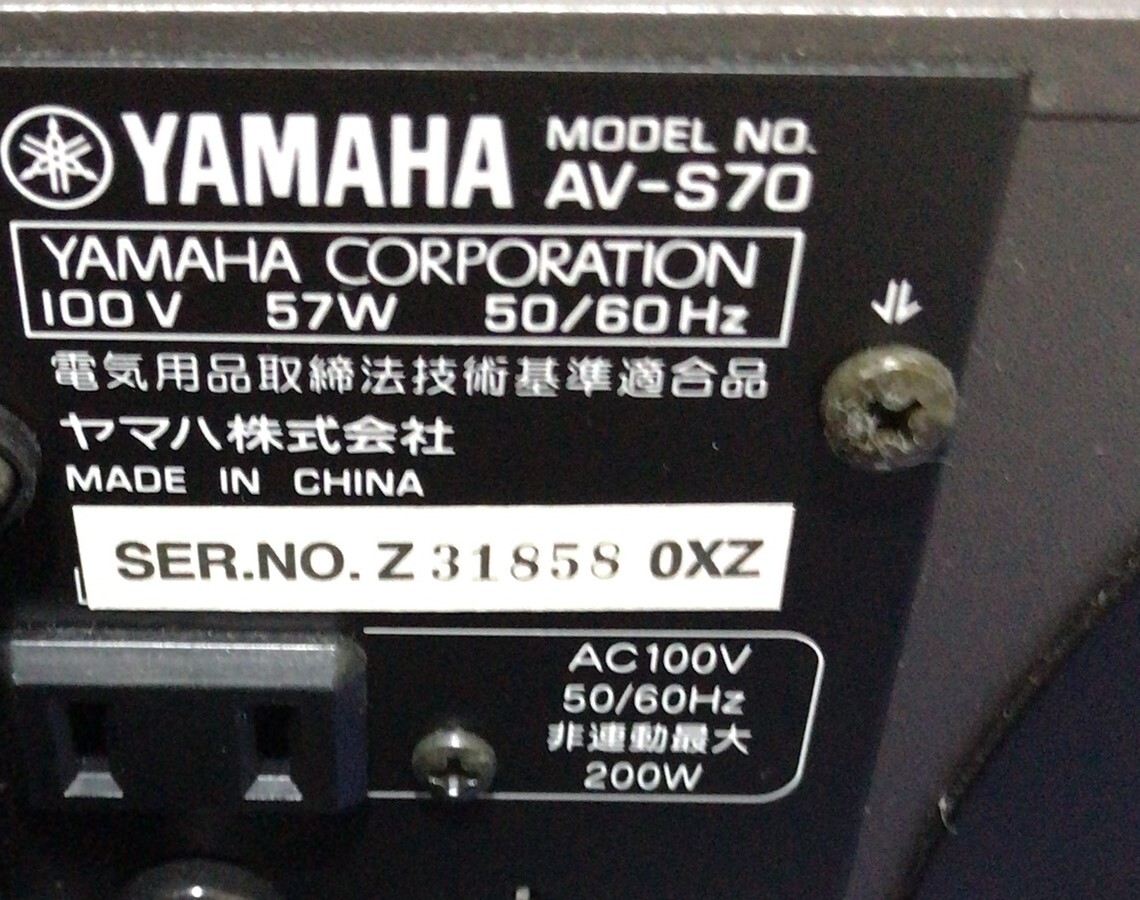 YAMAHA MODEL NO.
AV-S70
YAMAHA CORPORATION
100V 57W 50/60Hz
電気用品取締法技術基準適合品
ヤマハ株式会社
MADE IN CHINA
SER.NO. Z 31858 0XZ
AC100V
50/60Hz
非連動最大
200W